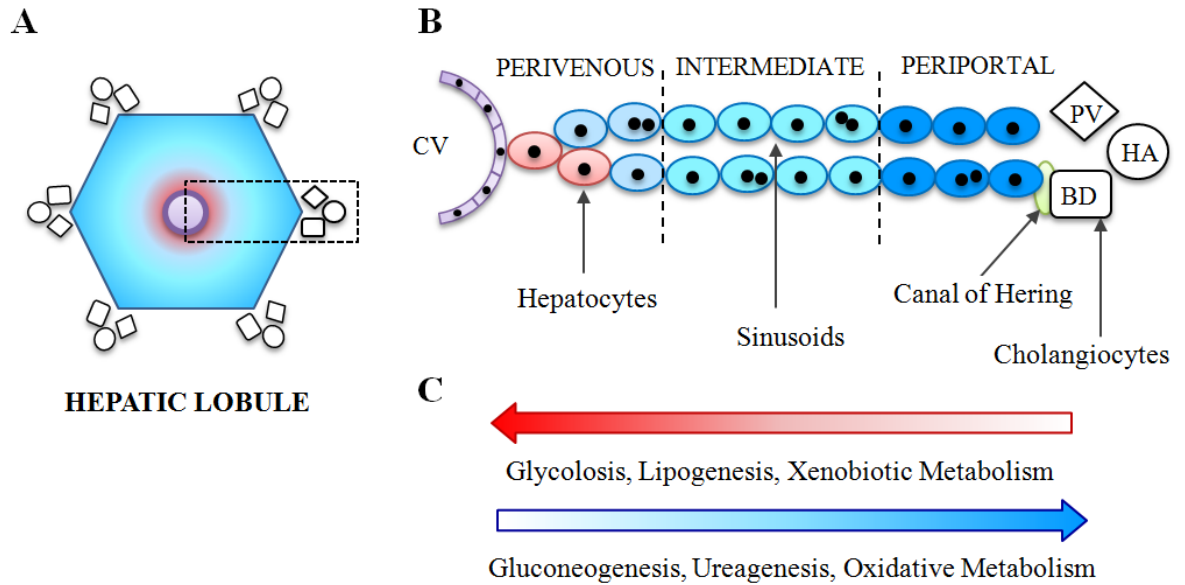 A
HEPATIC LOBULE
B
PERIVENOUS INTERMEDIATE PERIPORTAL
CV
PV
HA
BD
Hepatocytes
Sinusoids
Canal of Hering
Cholangiocytes
C
Glycolosis, Lipogenesis, Xenobiotic Metabolism
Gluconeogenesis, Ureagenesis, Oxidative Metabolism